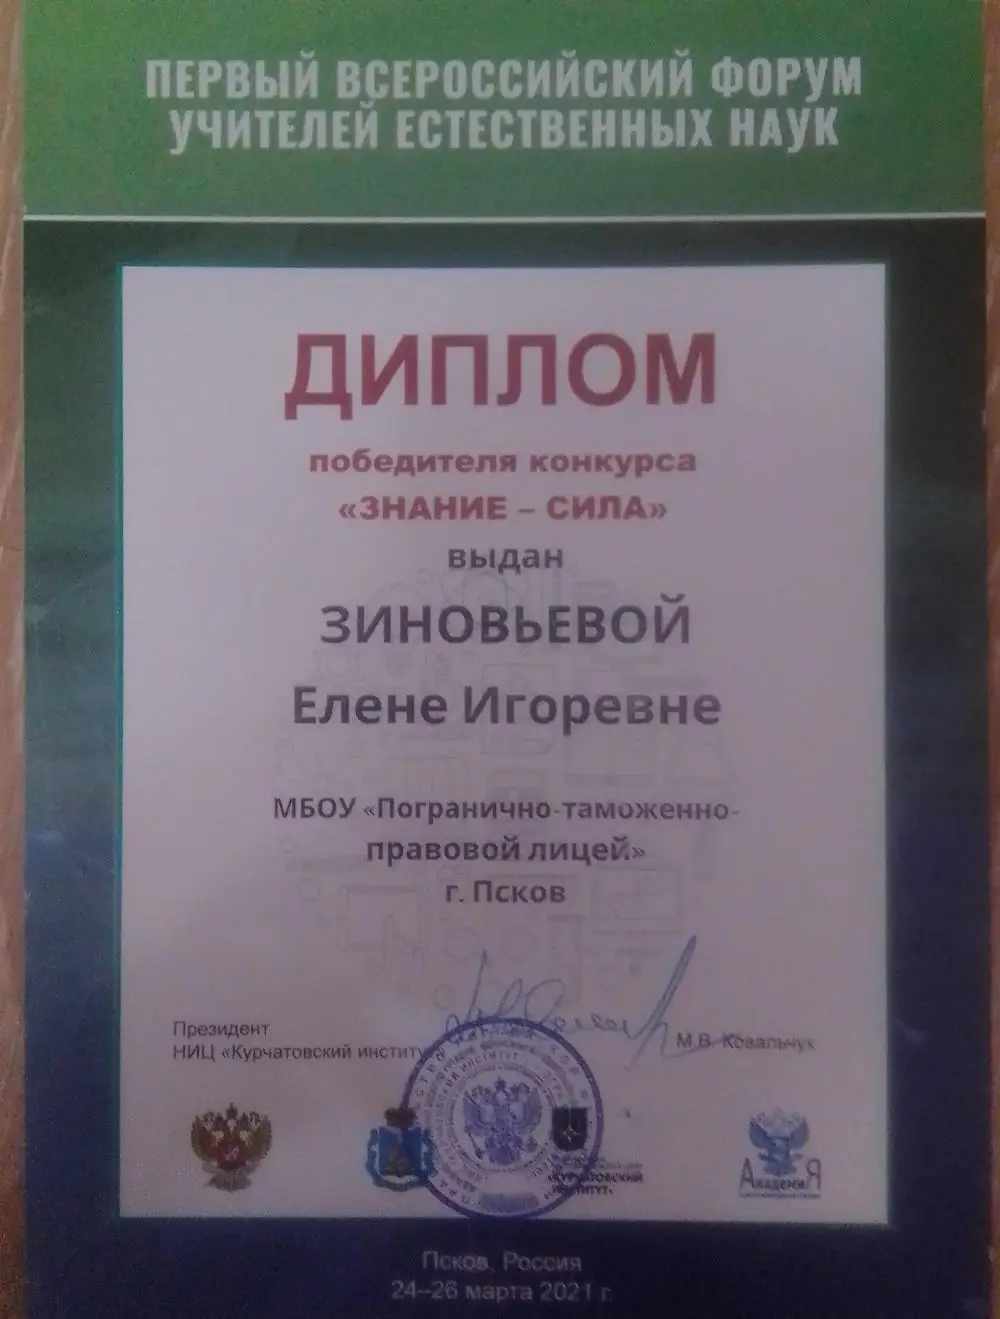 ПЕРВЫЙ ВСЕРОССИЙСКИЙ ФОРУМ
УЧИТЕЛЕЙ ЕСТЕСТВЕННЫХ НАУК
ДИПЛОМ
победителя конкурса
«ЗНАНИЕ – СИЛА»
выдан
ЗИНОВЬЕВОЙ
Елене Игоревне
МБОУ «Погранично-таможенно-
правовой лицей»
г. Псков
Президент
НИЦ «Курчатовский институт»
М.В. Ковальчук
«КУРЧАТОВСКИЙ
ИНСТИТУТ»
АкадемиЯ
Псков, Россия
24–26 марта 2021 г.